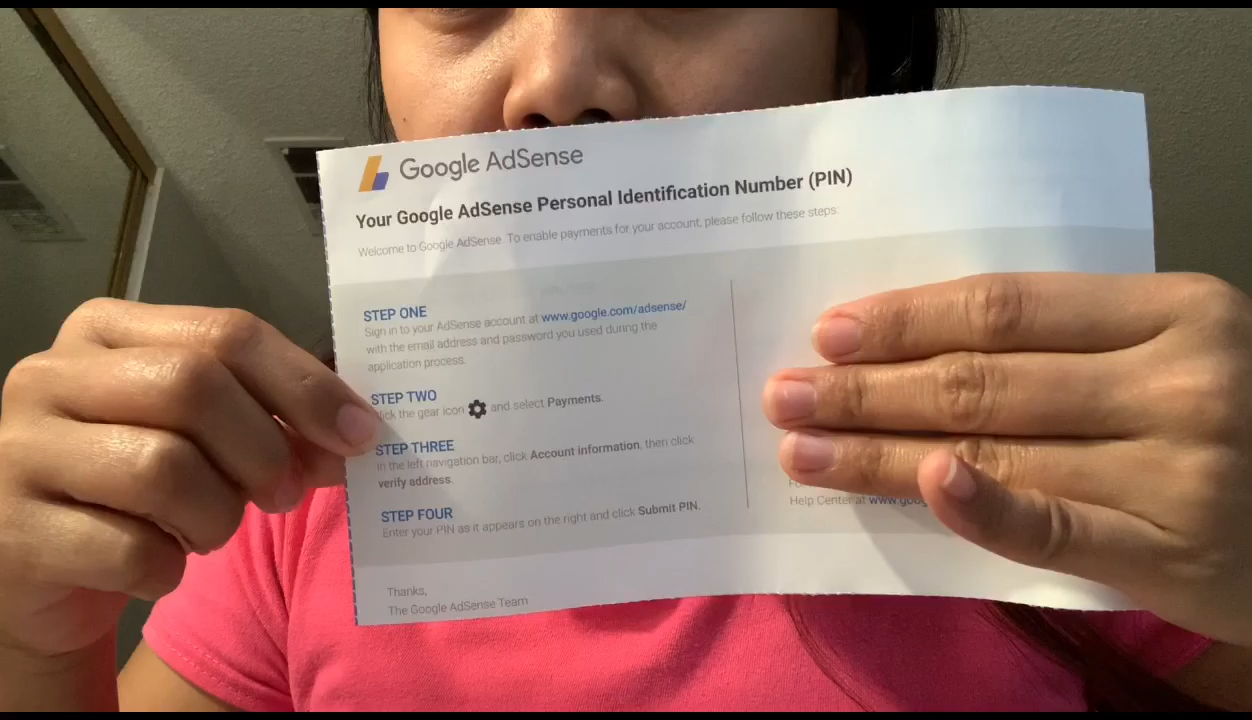 Google AdSense
Your Google AdSense Personal Identification Number (PIN)
Welcome to Google AdSense. To enable payments for your account, please follow these steps:
STEP ONE
Sign in to your AdSense account at www.google.com/adsense/
with the email address and password you used during the
application process.
STEP TWO
Click the gear icon and select Payments.
STEP THREE
In the left navigation bar, click Account information, then click
verify address.
STEP FOUR
Enter your PIN as it appears on the right and click Submit PIN.
Help Center at
Thanks,
The Google AdSense Team